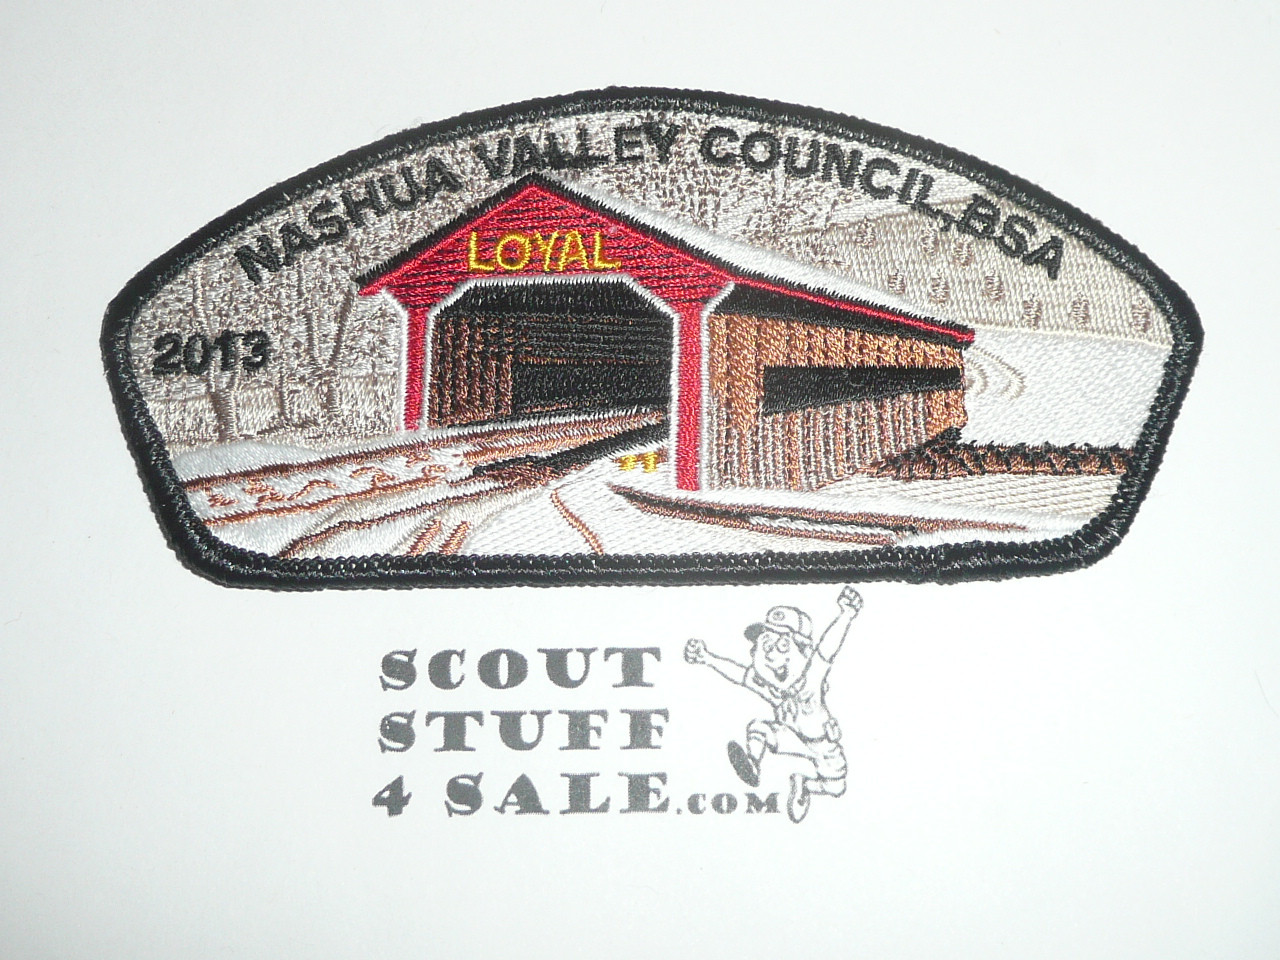 NASHUA VALLEY COUNCIL, BSA
LOYAL
2013
SCOUT
STUFF
4 SALE.COM